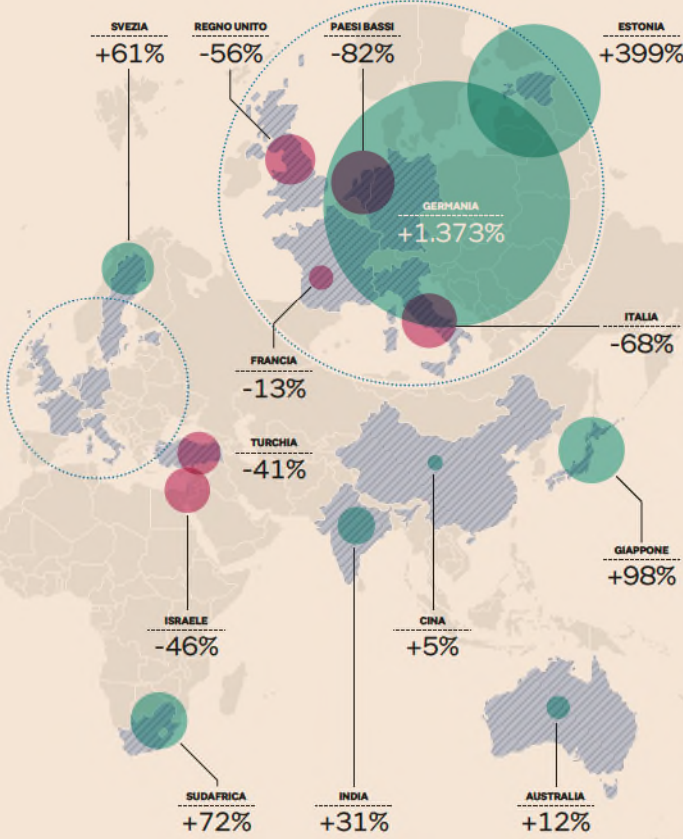 SVEZIA
+61%
REGNO UNITO
-56%
PAESI BASSI
-82%
ESTONIA
+399%
GERMANIA
+1.373%
ITALIA
-68%
FRANCIA
-13%
TURCHIA
-41%
GIAPPONE
+98%
ISRAELE
-46%
CINA
+5%
SUDAFRICA
+72%
INDIA
+31%
AUSTRALIA
+12%